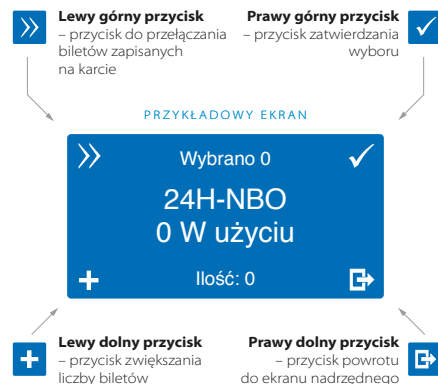 Lewy górny przycisk
– przycisk do przełączania
biletów zapisanych
na karcie
Prawy górny przycisk
– przycisk zatwierdzania
wyboru
PRZYKŁADOWY EKRAN
Wybrano 0
24H-NBO
0 W użyciu
Ilość: 0
Lewy dolny przycisk
– przycisk zwiększania
liczby biletów
Prawy dolny przycisk
– przycisk powrotu
do ekranu nadrzędnego